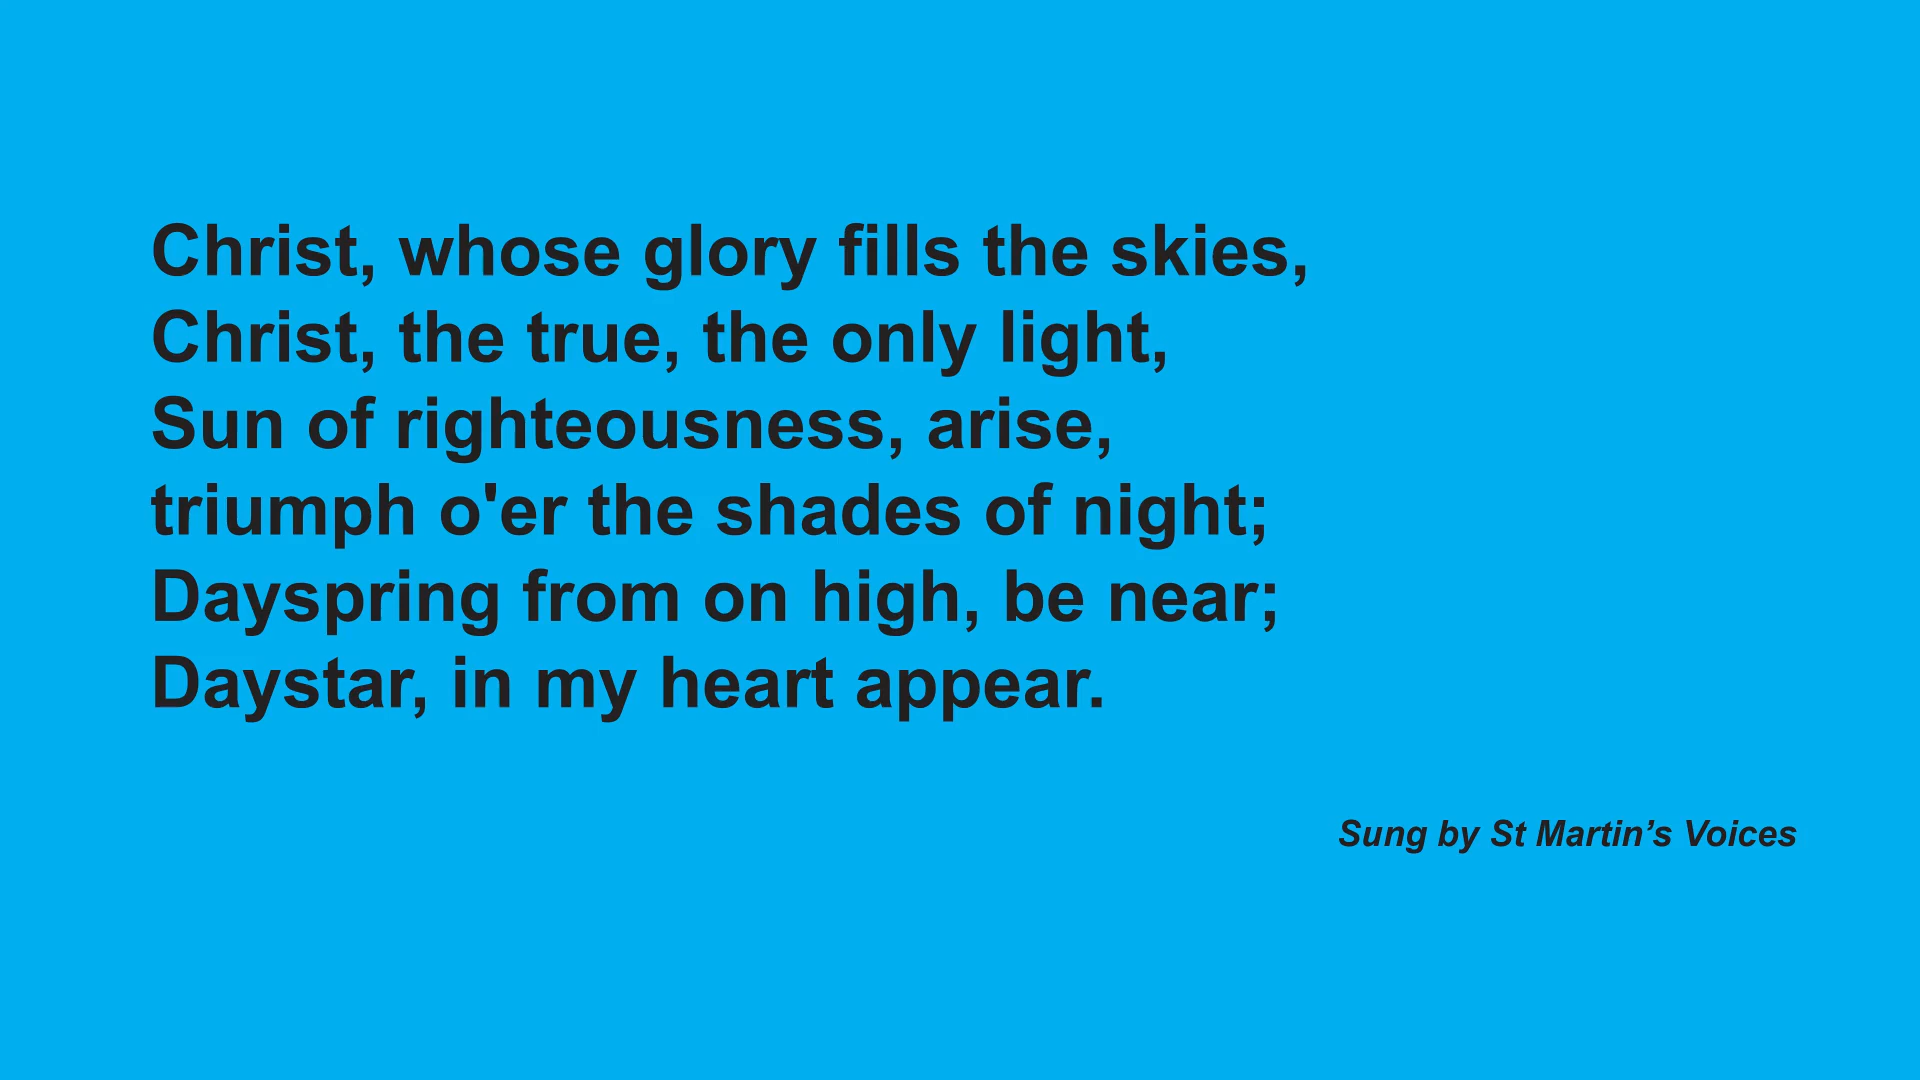 Christ, whose glory fills the skies,
Christ, the true, the only light,
Sun of righteousness, arise,
triumph o'er the shades of night;
Dayspring from on high, be near;
Daystar, in my heart appear.
Sung by St Martin’s Voices